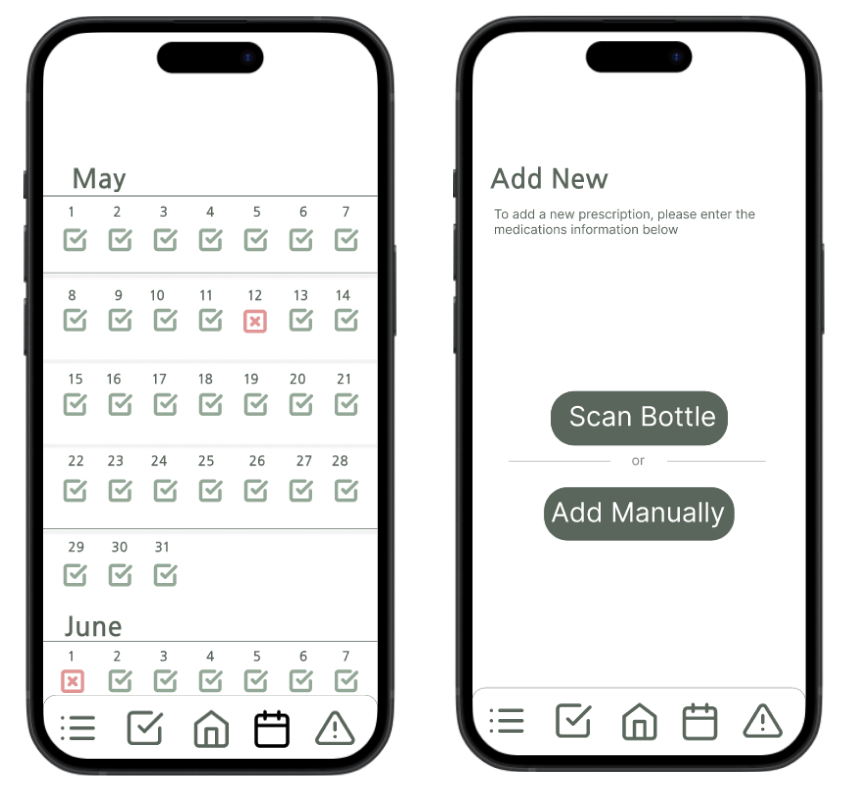 May
1 2 3 4 5 6 7
8 9 10 11 12 13 14
15 16 17 18 19 20 21
22 23 24 25 26 27 28
29 30 31
June
1 2 3 4 5 6 7
Add New
To add a new prescription, please enter the
medications information below
Scan Bottle
or
Add Manually